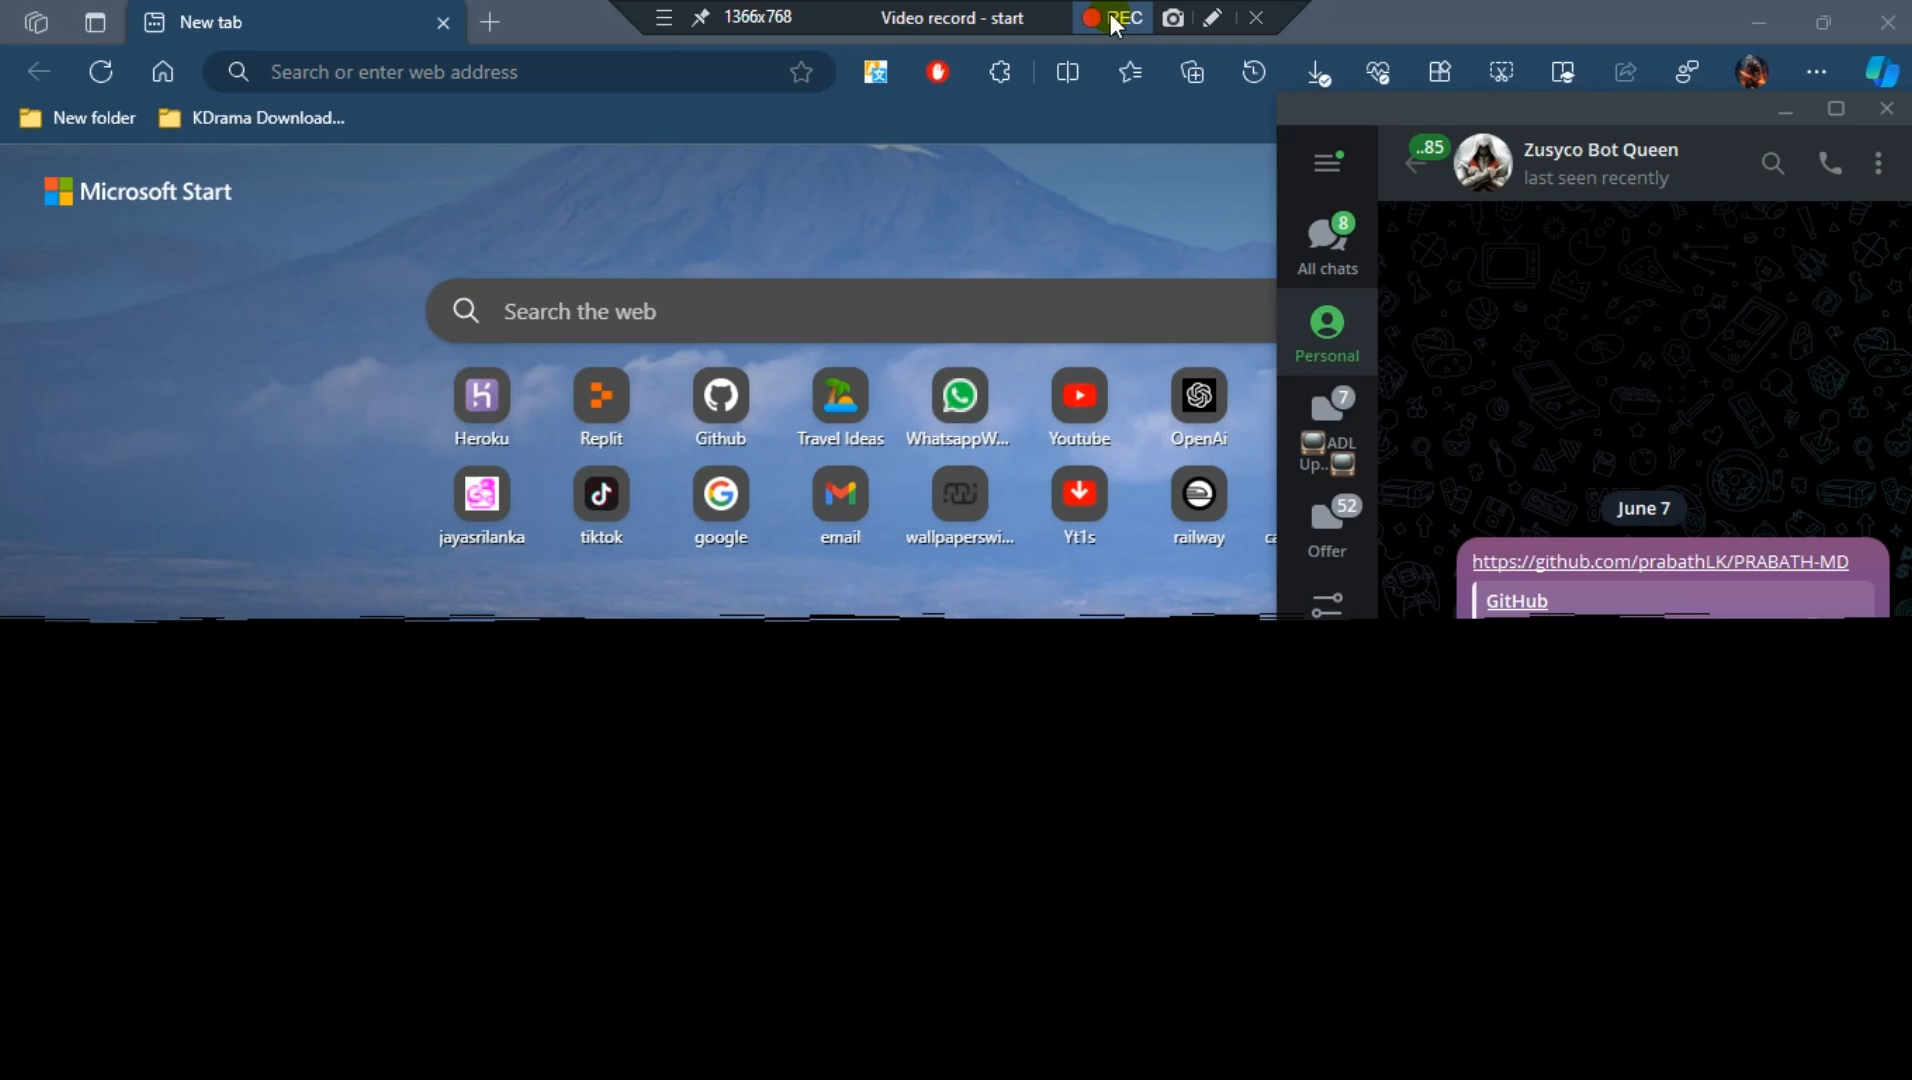 New tab
1366x768
Video record - start
REC
Search or enter web address
New folder
KDrama Download...
Microsoft Start
Search the web
Heroku
Replit
Github
Travel Ideas
WhatsappW...
Youtube
OpenAi
jayasrilanka
tiktok
google
email
wallpaperswi...
Yt1s
railway
ca
..85
Zusyco Bot Queen
last seen recently
8
All chats
Personal
7
ADL
Up..
52
Offer
June 7
https://github.com/prabathLK/PRABATH-MD
GitHub